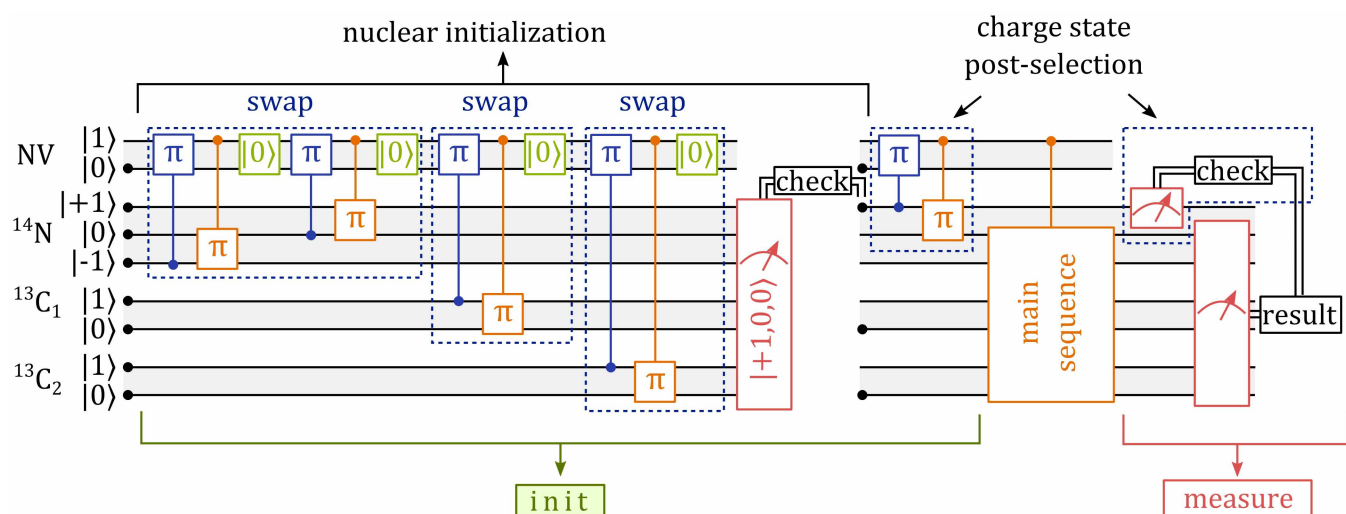 nuclear initialization
charge state
post-selection
swap swap swap
NV |1⟩ π |0⟩ π |0⟩ π |0⟩ π |0⟩ π
|0⟩
check check
|+1⟩
¹⁴N |0⟩ π π π
|-1⟩
¹³C₁ |1⟩ π
|0⟩
¹³C₂ |1⟩ π
|0⟩
|+1,0,0⟩
main
sequence
result
init
measure